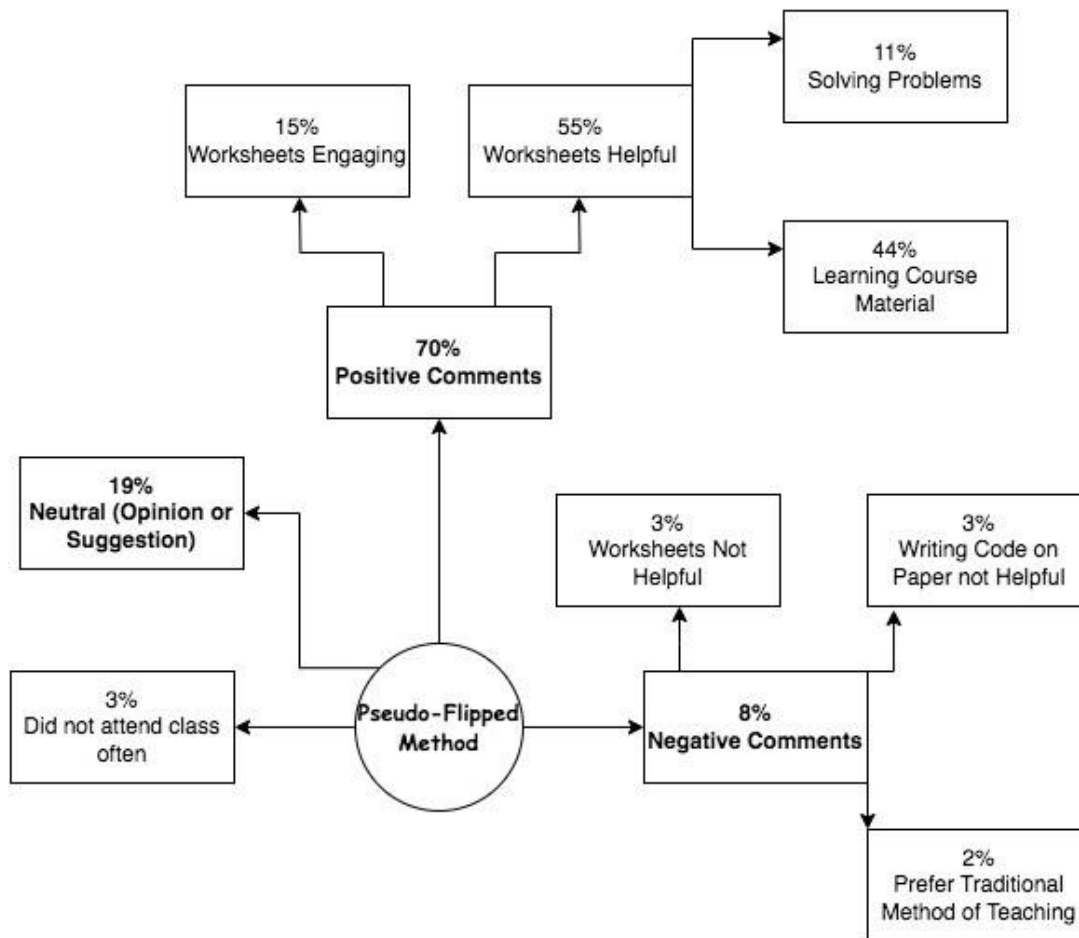 11%
Solving Problems
15%
Worksheets Engaging
55%
Worksheets Helpful
44%
Learning Course
Material
70%
Positive Comments
19%
Neutral (Opinion or
Suggestion)
3%
Worksheets Not
Helpful
3%
Writing Code on
Paper not Helpful
3%
Did not attend class
often
Pseudo-Flipped
Method
8%
Negative Comments
2%
Prefer Traditional
Method of Teaching